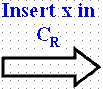 Insert x in
C_R